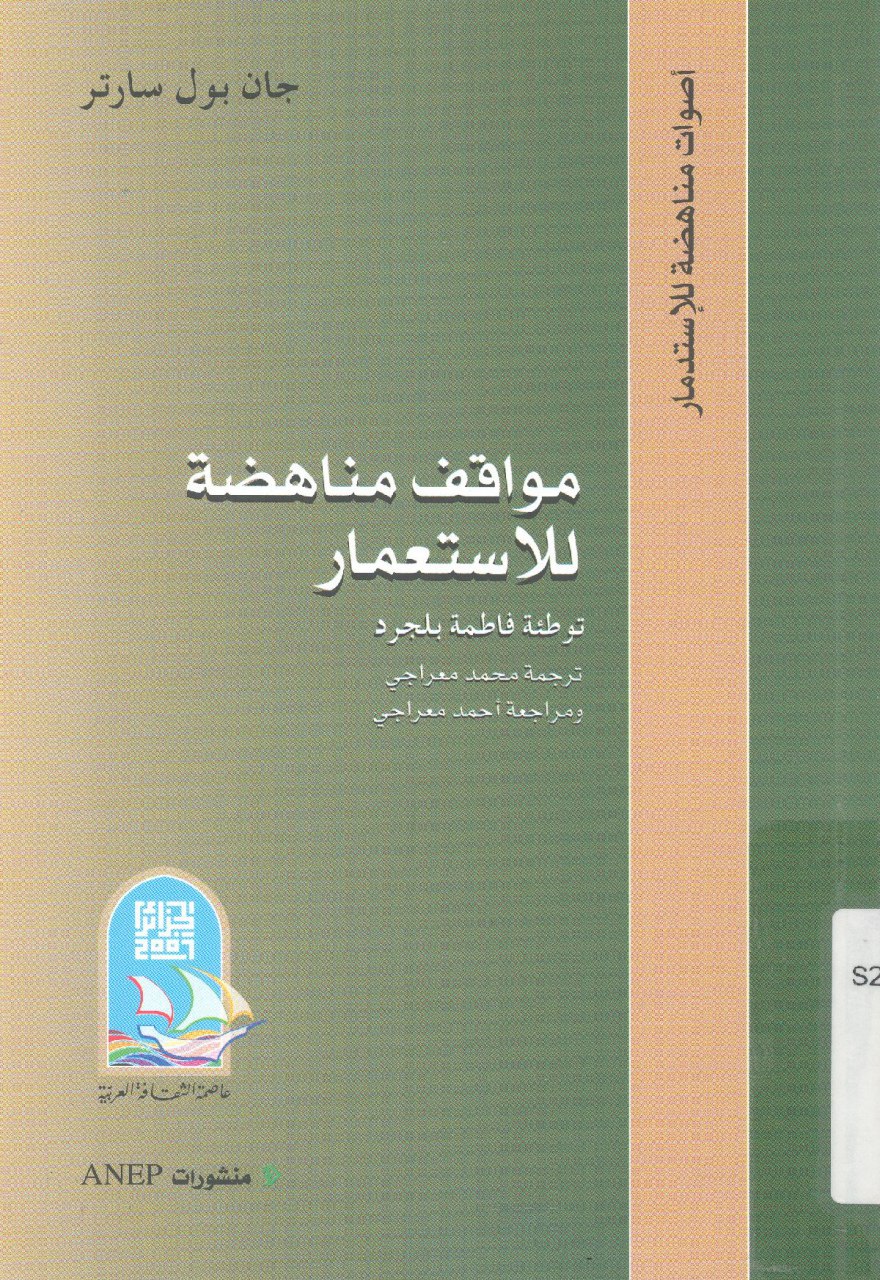 جان بول سارتر
أصوات مناهضة للإستدمار
مواقف مناهضة
للاستعمار
توطئة فاطمة بلجرد
ترجمة محمد معراجي
ومراجعة أحمد معراجي
الجزائر
2007
عاصمة الثقافة العربية
منشورات ANEP
S2